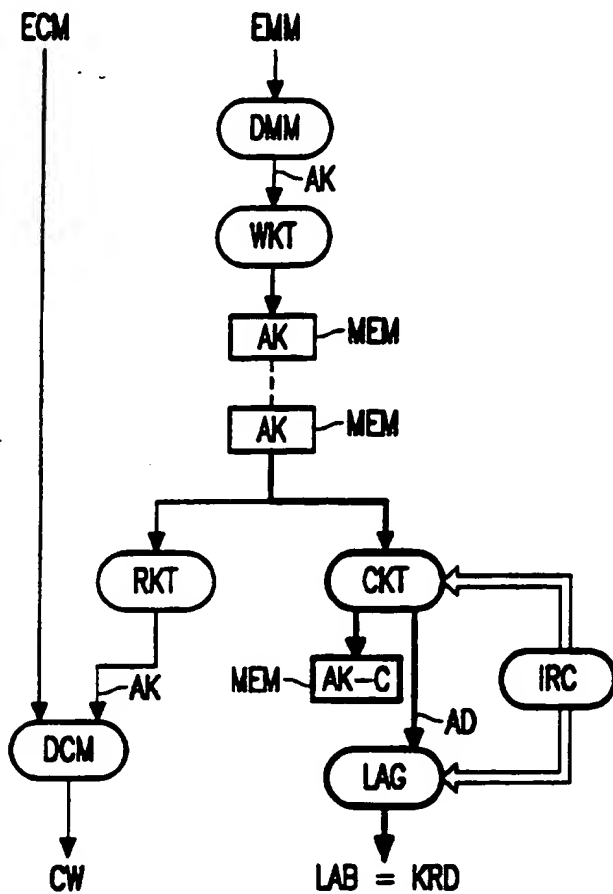 ECM EMM
DMM
AK
WKT
AK MEM
AK MEM
RKT CKT
MEM AK-C IRC
AK
AD
DCM LAG
CW LAB = KRD